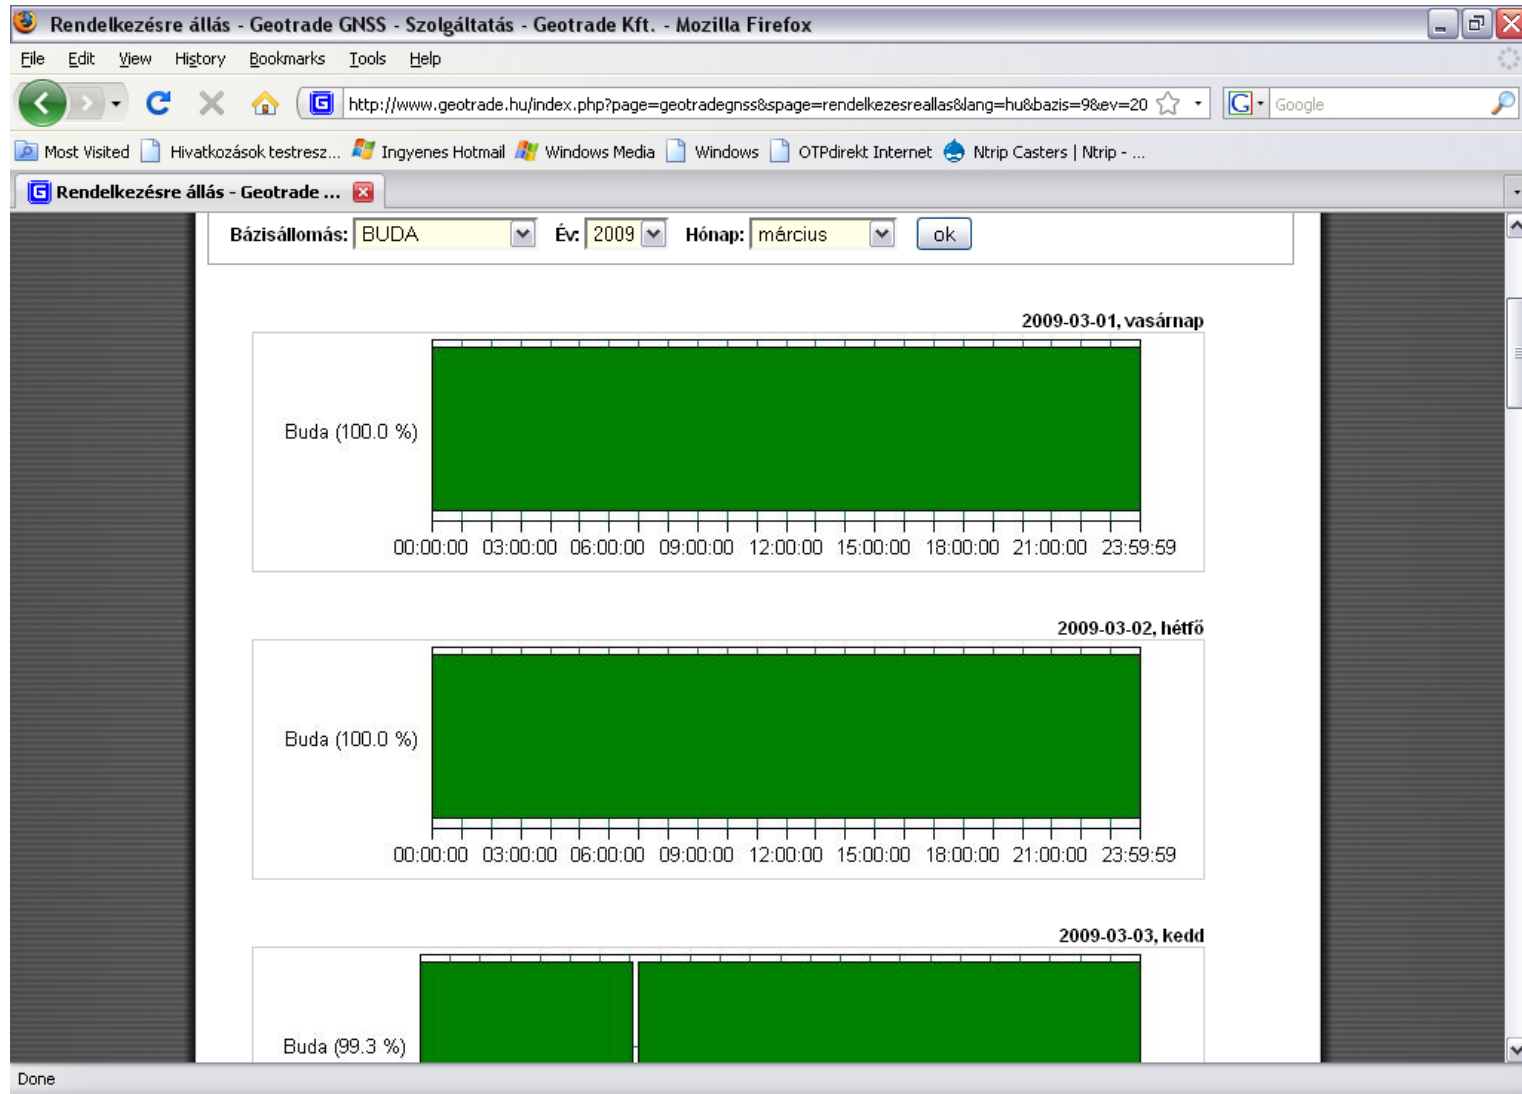 Rendelkezésre állás - Geotrade GNSS - Szolgáltatás - Geotrade Kft. - Mozilla Firefox
File Edit View History Bookmarks Tools Help
http://www.geotrade.hu/index.php?page=geotradegnss&spage=rendelkezesreallas&lang=hu&bazis=9&ev=20 G Google
Most Visited Hivatkozások testresz... Ingyenes Hotmail Windows Media Windows OTPdirekt Internet Ntrip Casters | Ntrip - ...
G Rendelkezésre állás - Geotrade ...
Bázisállomás: BUDA Év: 2009 Hónap: március ok
2009-03-01, vasárnap
Buda (100.0 %)
00:00:00 03:00:00 06:00:00 09:00:00 12:00:00 15:00:00 18:00:00 21:00:00 23:59:59
2009-03-02, hétfő
Buda (100.0 %)
00:00:00 03:00:00 06:00:00 09:00:00 12:00:00 15:00:00 18:00:00 21:00:00 23:59:59
2009-03-03, kedd
Buda (99.3 %)
Done